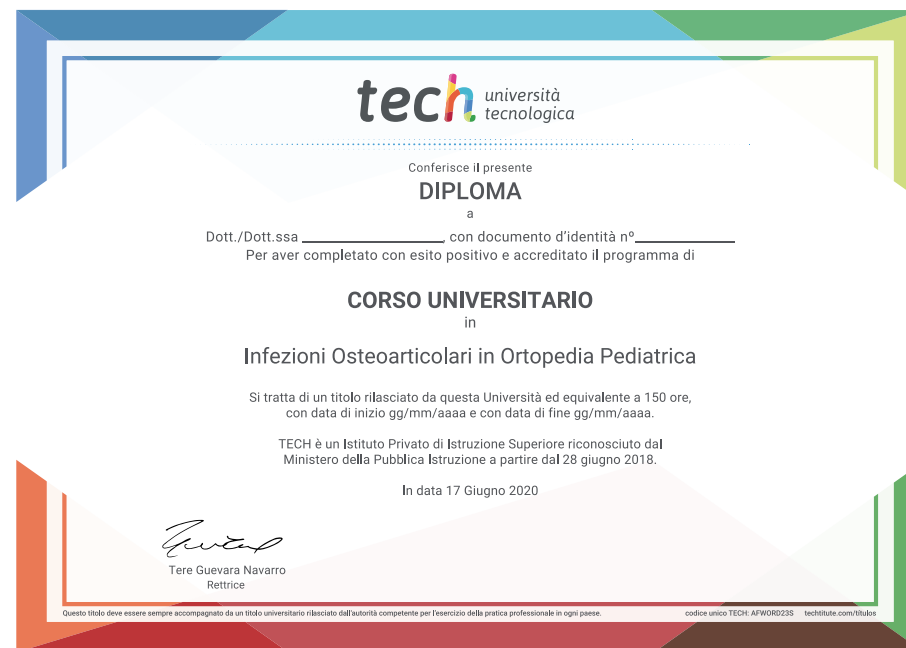 tech università
tecnologica
Conferisce il presente
DIPLOMA
a
Dott./Dott.ssa ____________, con documento d'identità nº____________
Per aver completato con esito positivo e accreditato il programma di
CORSO UNIVERSITARIO
in
Infezioni Osteoarticolari in Ortopedia Pediatrica
Si tratta di un titolo rilasciato da questa Università ed equivalente a 150 ore,
con data di inizio gg/mm/aaaa e con data di fine gg/mm/aaaa.
TECH è un Istituto Privato di Istruzione Superiore riconosciuto dal
Ministero della Pubblica Istruzione a partire dal 28 giugno 2018.
In data 17 Giugno 2020
Tere Guevara Navarro
Rettrice
Questo titolo deve essere sempre accompagnato da un titolo universitario rilasciato dall'autorità competente per l'esercizio della pratica professionale in ogni paese. codice unico TECH: AFWORD23S techtitute.com/titulos